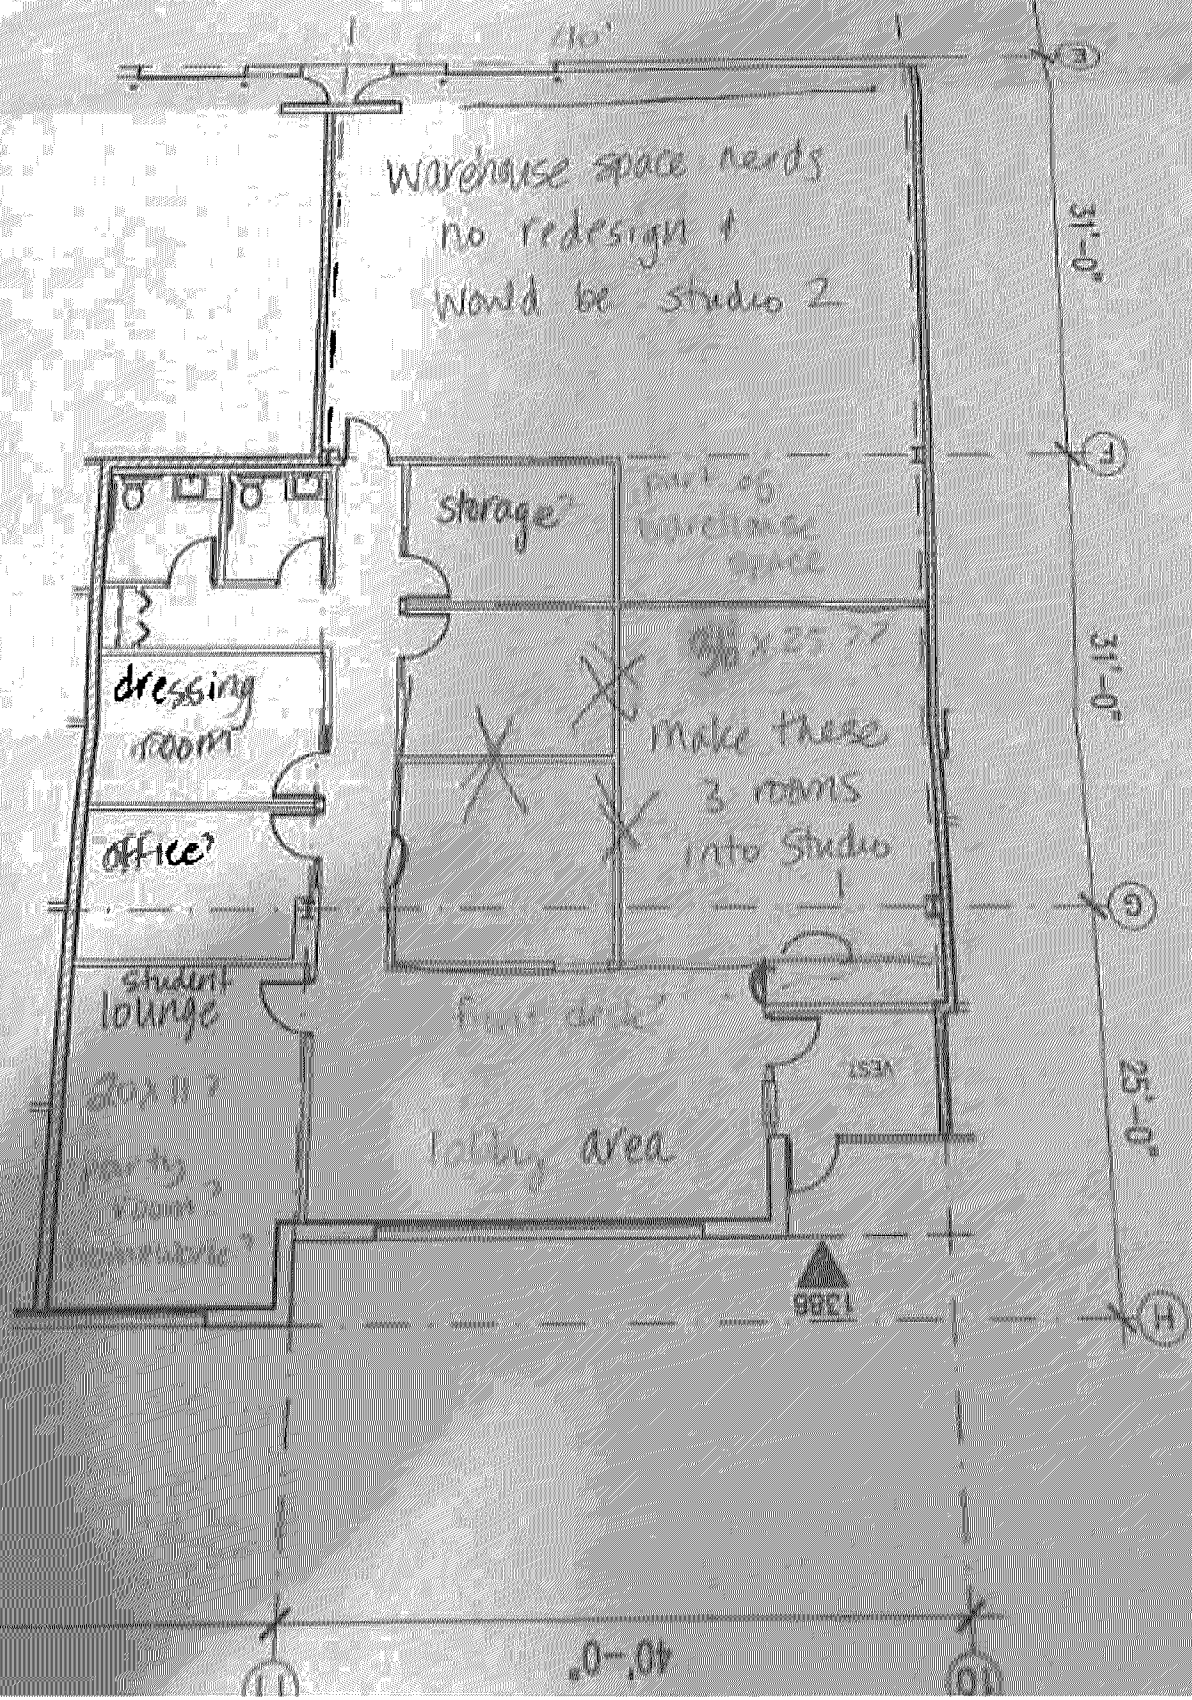 40'
E
warehouse space needs
no redesign +
would be studio 2
31'-0"
F
storage?
part of
warehouse
space
x 25??
31'-0"
dressing
room
make these
3 rooms
into Studio
1
office?
G
student
lounge
front desk?
20x11?
VEST
25'-0"
lobby area
party
room?
1386
H
40'-0"
11
10